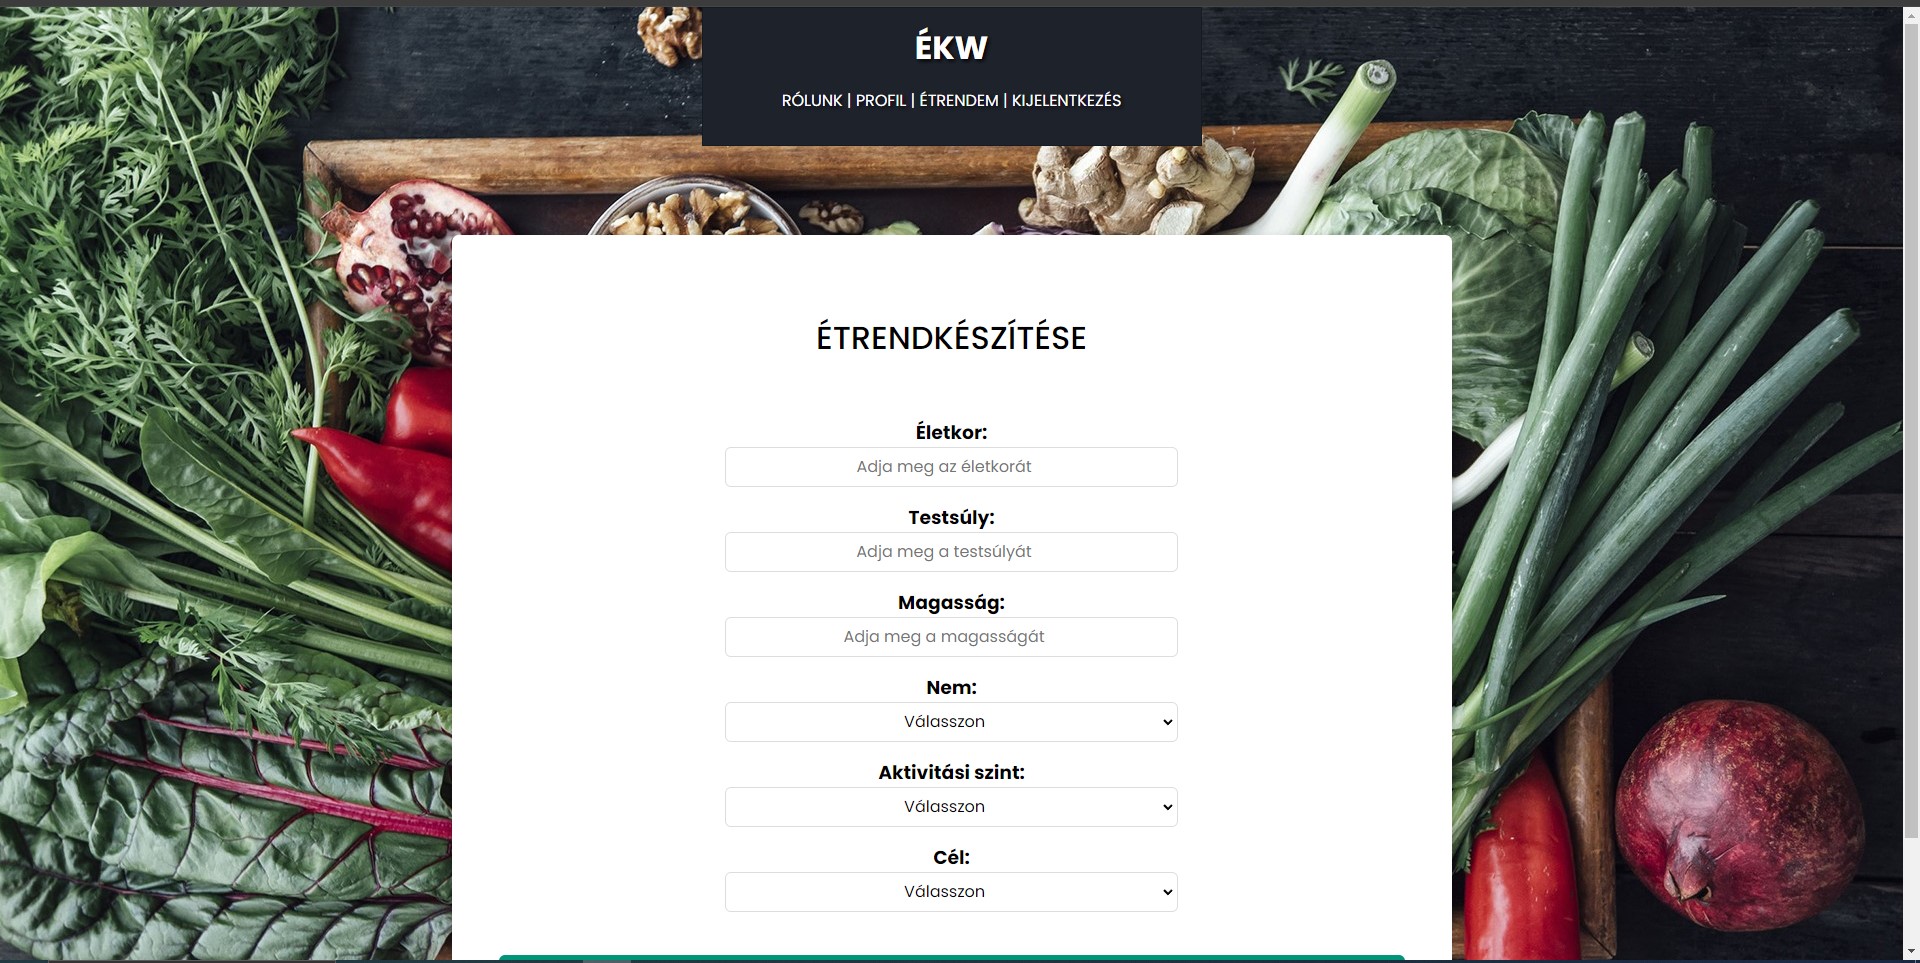 ÉKW
RÓLUNK | PROFIL | ÉTRENDEM | KIJELENTKEZÉS
ÉTRENDKÉSZÍTÉSE
Életkor:
Adja meg az életkorát
Testsúly:
Adja meg a testsúlyát
Magasság:
Adja meg a magasságát
Nem:
Válasszon
Aktivitási szint:
Válasszon
Cél:
Válasszon